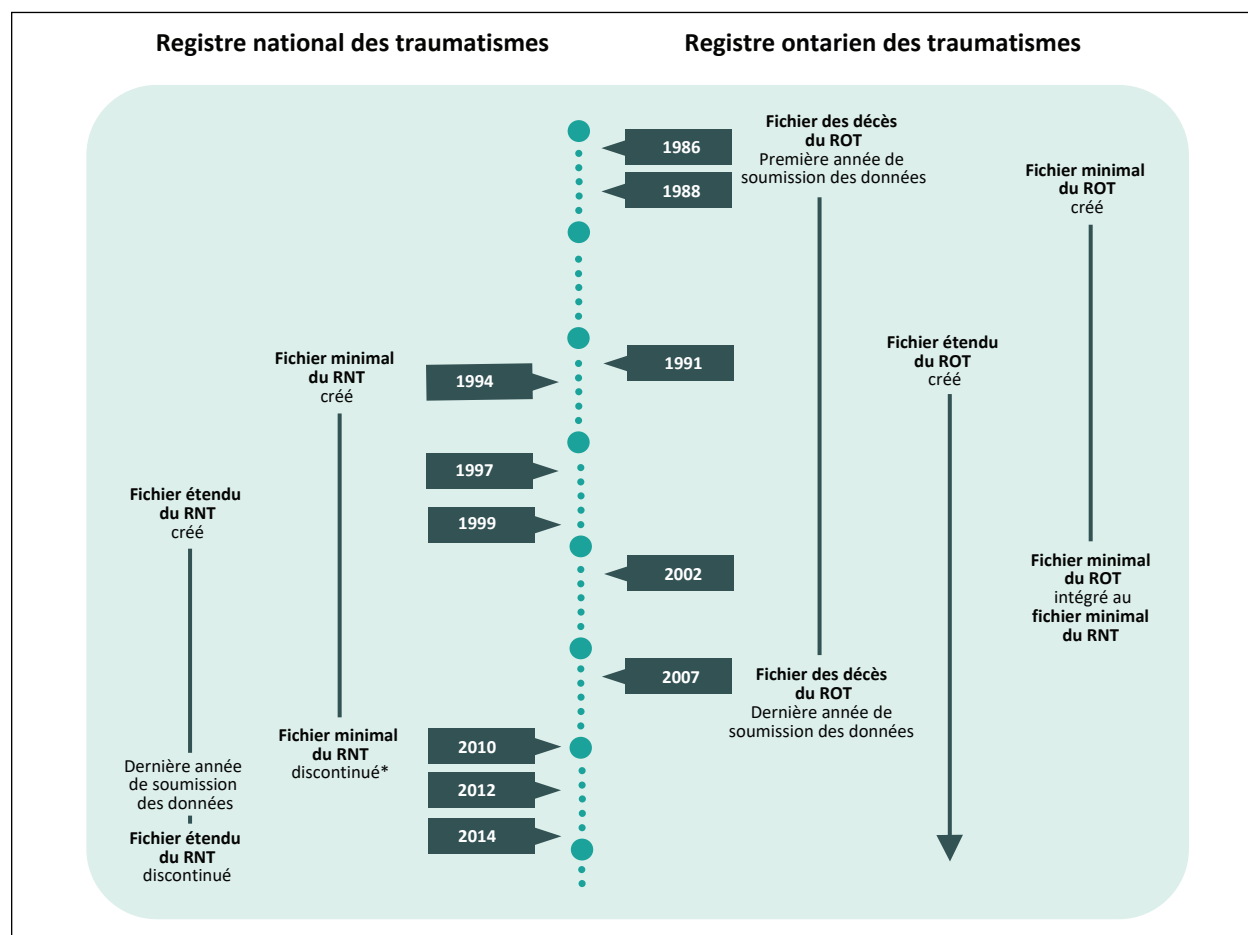 Registre national des traumatismes
Registre ontarien des traumatismes
1986
1988
Fichier des décès
du ROT
Première année de
soumission des données
Fichier minimal
du ROT
créé
1991
Fichier étendu
du ROT
créé
Fichier minimal
du RNT
créé
1994
1997
Fichier étendu
du RNT
créé
1999
2002
Fichier minimal
du ROT
intégré au
fichier minimal
du RNT
2007
Fichier des décès
du ROT
Dernière année de
soumission des données
Fichier minimal
du RNT
discontinué*
2010
Dernière année
de soumission
des données
2012
2014
Fichier étendu
du RNT
discontinué